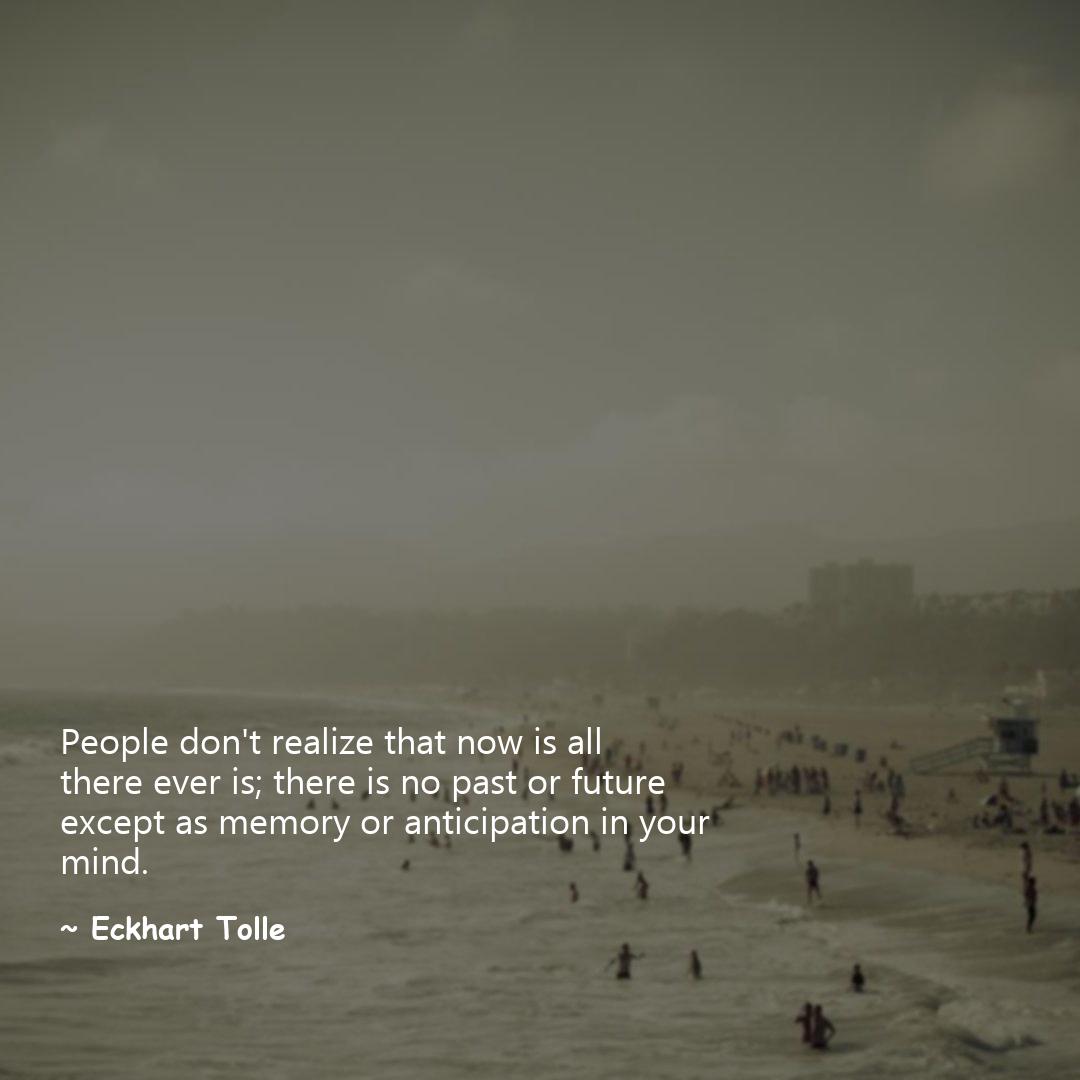 People don't realize that now is all
there ever is; there is no past or future
except as memory or anticipation in your
mind.
~ Eckhart Tolle